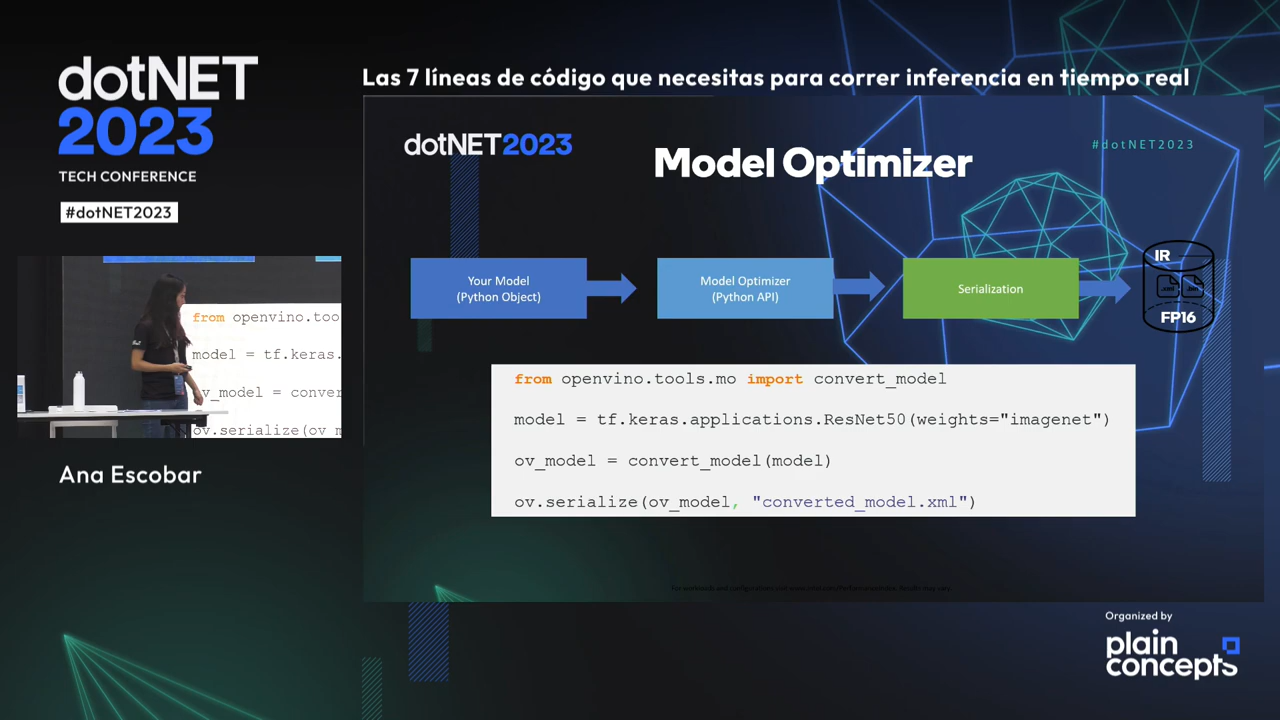 dotNET
2023
TECH CONFERENCE
#dotNET2023
Las 7 líneas de código que necesitas para correr inferencia en tiempo real
dotNET2023
Model Optimizer
#dotNET2023
Your Model
(Python Object)
Model Optimizer
(Python API)
Serialization
IR
.xml
.bin
FP16
from openvino.tools.mo import convert_model
model = tf.keras.applications.ResNet50(weights="imagenet")
ov_model = convert_model(model)
ov.serialize(ov_model, "converted_model.xml")
from openvino.too
model = tf.keras.
ov_model = conver
ov.serialize(ov m
Ana Escobar
Organized by
plain
concepts